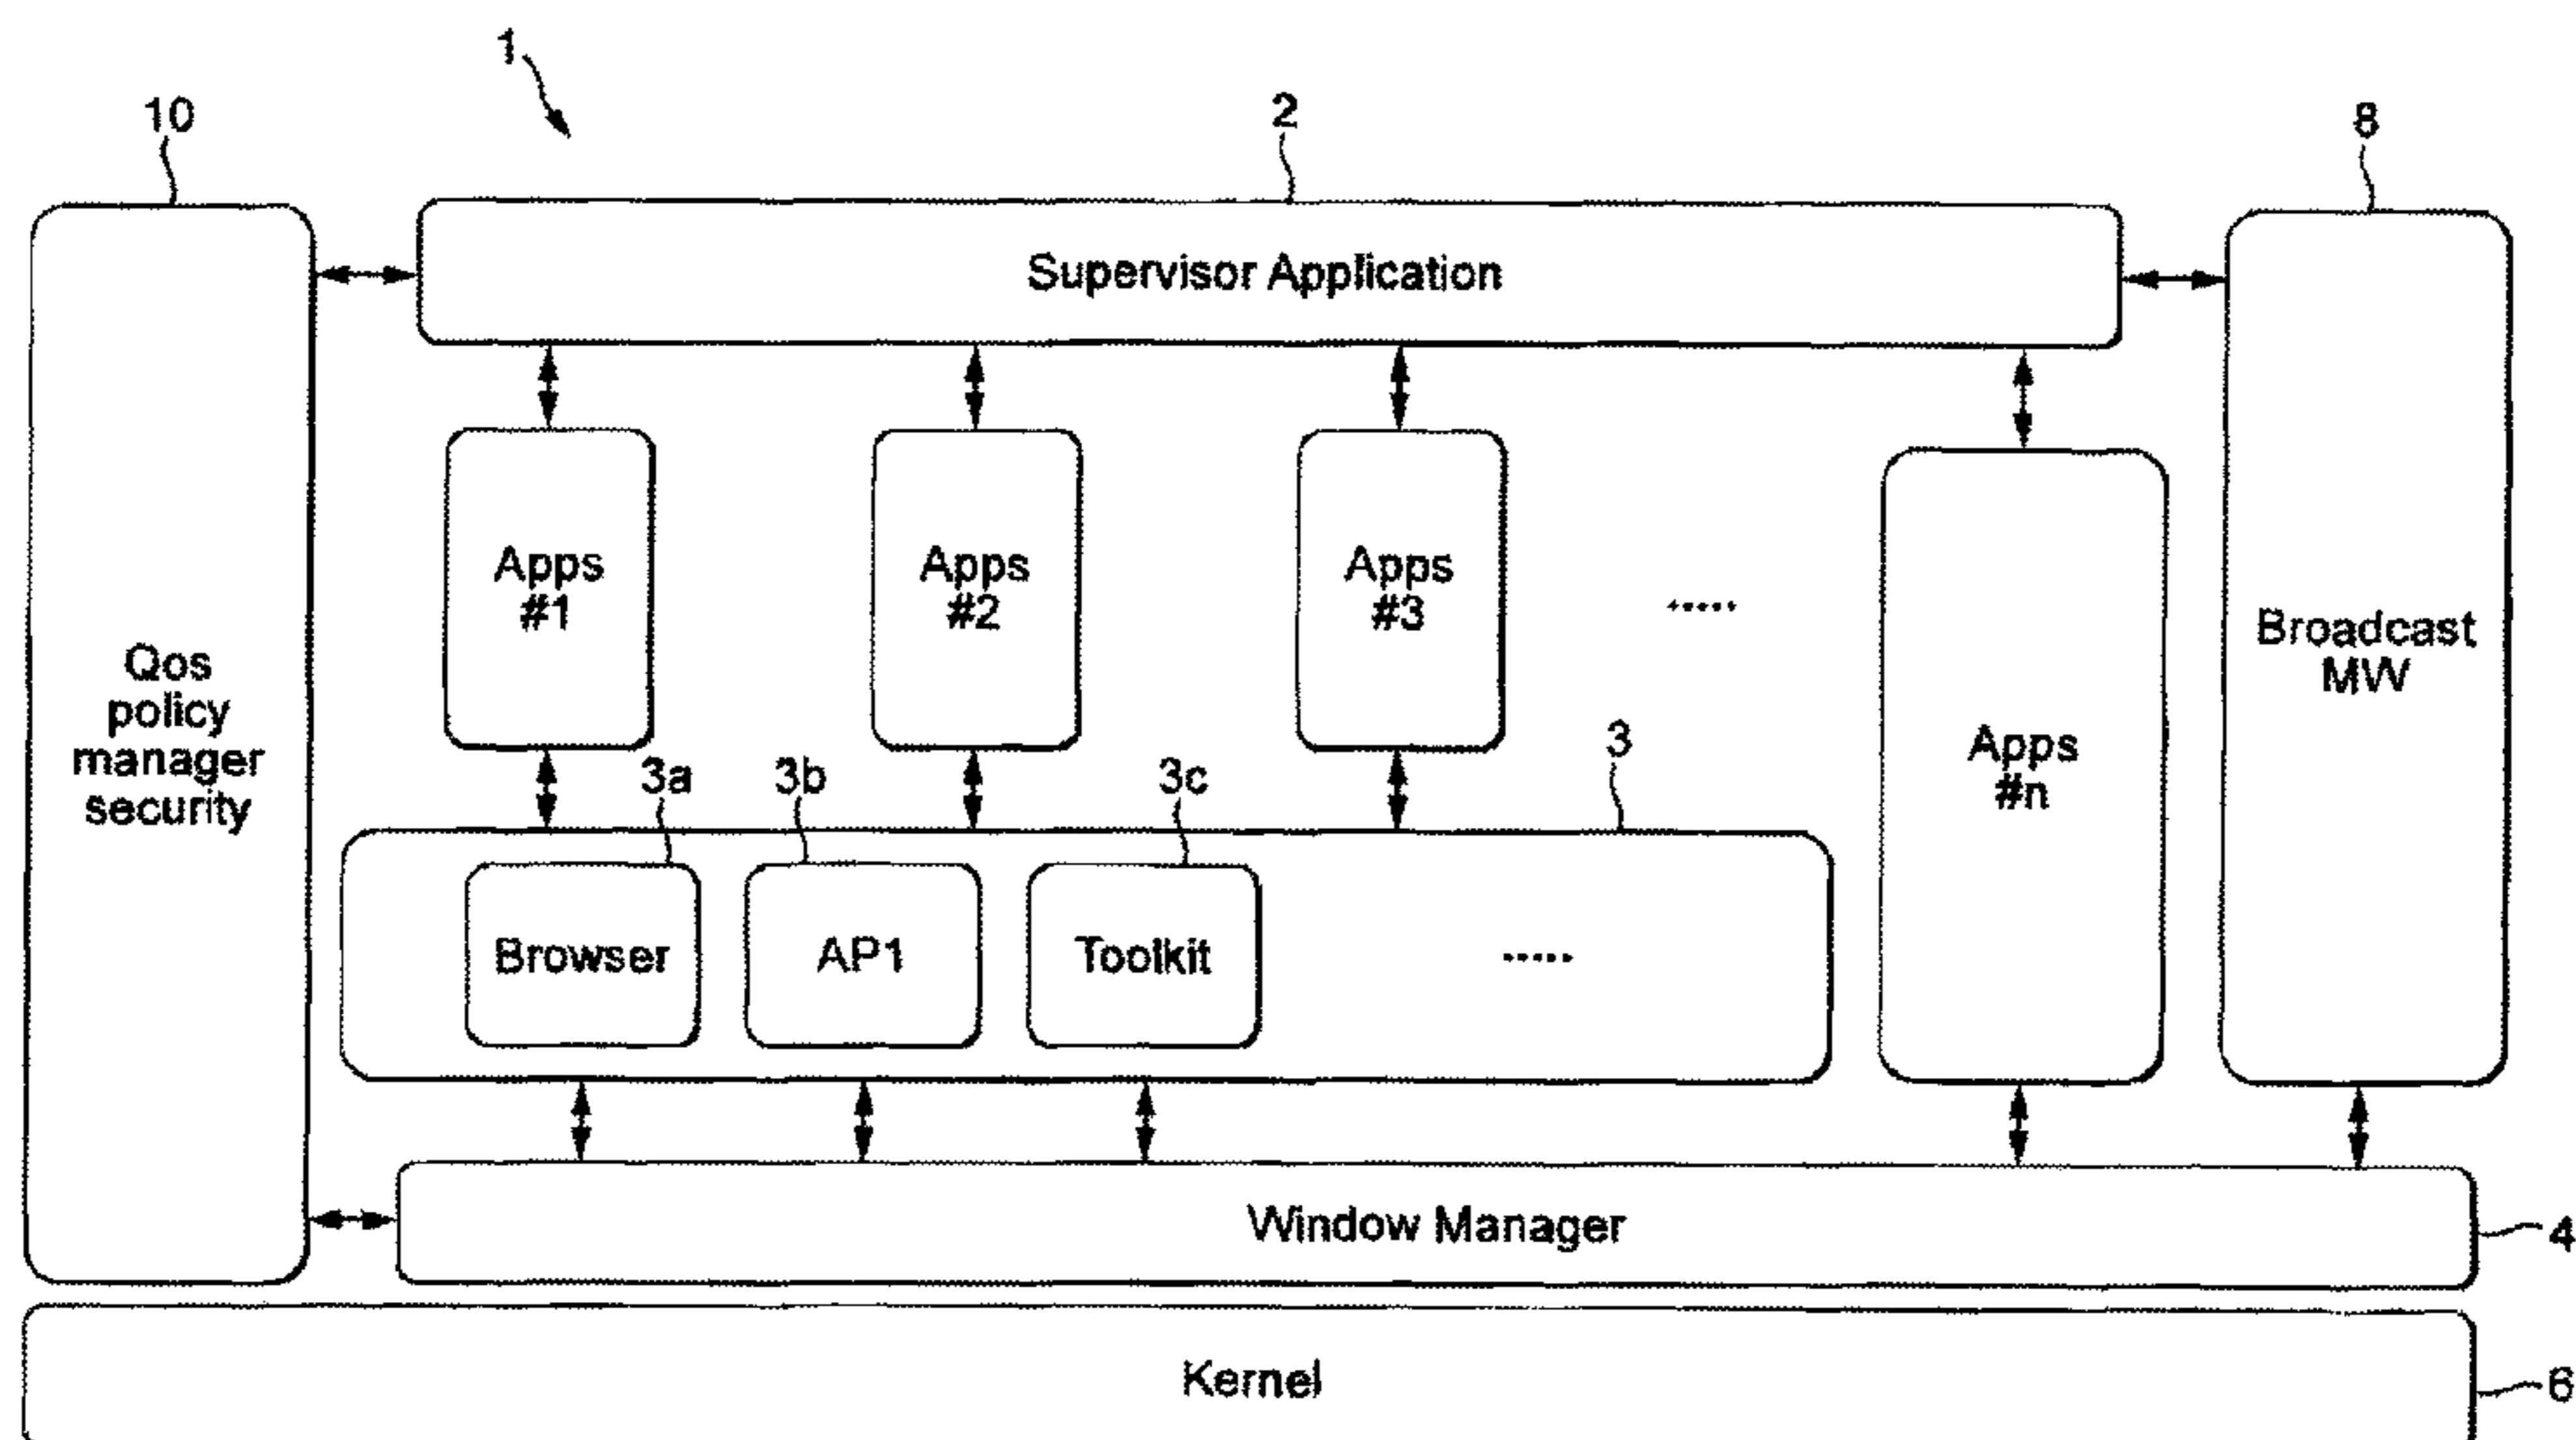 1
10
2
8
Supervisor Application
Apps
#1
Apps
#2
Apps
#3
.....
Apps
#n
Broadcast
MW
Qos
policy
manager
security
3a
3b
3c
3
Browser
AP1
Toolkit
.....
Window Manager
4
Kernel
6